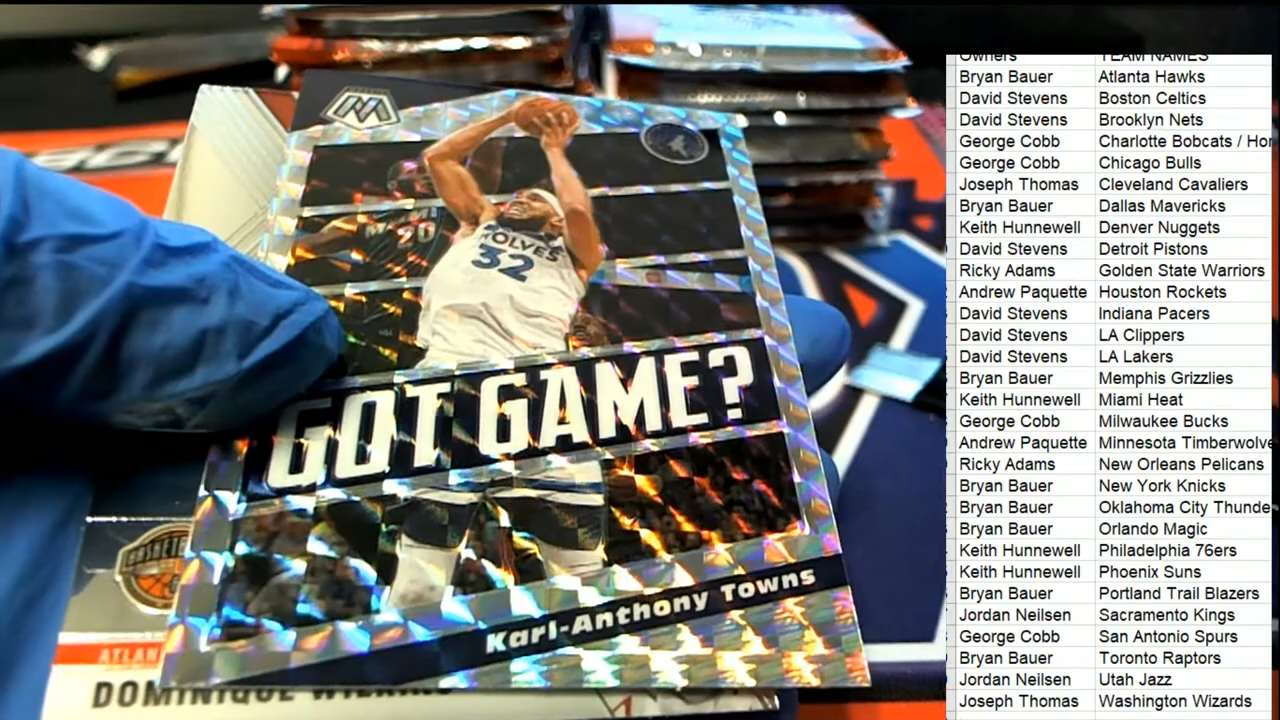 WOLVES
32
20
GOT GAME?
Karl-Anthony Towns
ATLAN
DOMINIQUE
Owners TEAM NAMES
Bryan Bauer Atlanta Hawks
David Stevens Boston Celtics
David Stevens Brooklyn Nets
George Cobb Charlotte Bobcats / Hor
George Cobb Chicago Bulls
Joseph Thomas Cleveland Cavaliers
Bryan Bauer Dallas Mavericks
Keith Hunnewell Denver Nuggets
David Stevens Detroit Pistons
Ricky Adams Golden State Warriors
Andrew Paquette Houston Rockets
David Stevens Indiana Pacers
David Stevens LA Clippers
David Stevens LA Lakers
Bryan Bauer Memphis Grizzlies
Keith Hunnewell Miami Heat
George Cobb Milwaukee Bucks
Andrew Paquette Minnesota Timberwolve
Ricky Adams New Orleans Pelicans
Bryan Bauer New York Knicks
Bryan Bauer Oklahoma City Thunde
Bryan Bauer Orlando Magic
Keith Hunnewell Philadelphia 76ers
Keith Hunnewell Phoenix Suns
Bryan Bauer Portland Trail Blazers
Jordan Neilsen Sacramento Kings
George Cobb San Antonio Spurs
Bryan Bauer Toronto Raptors
Jordan Neilsen Utah Jazz
Joseph Thomas Washington Wizards